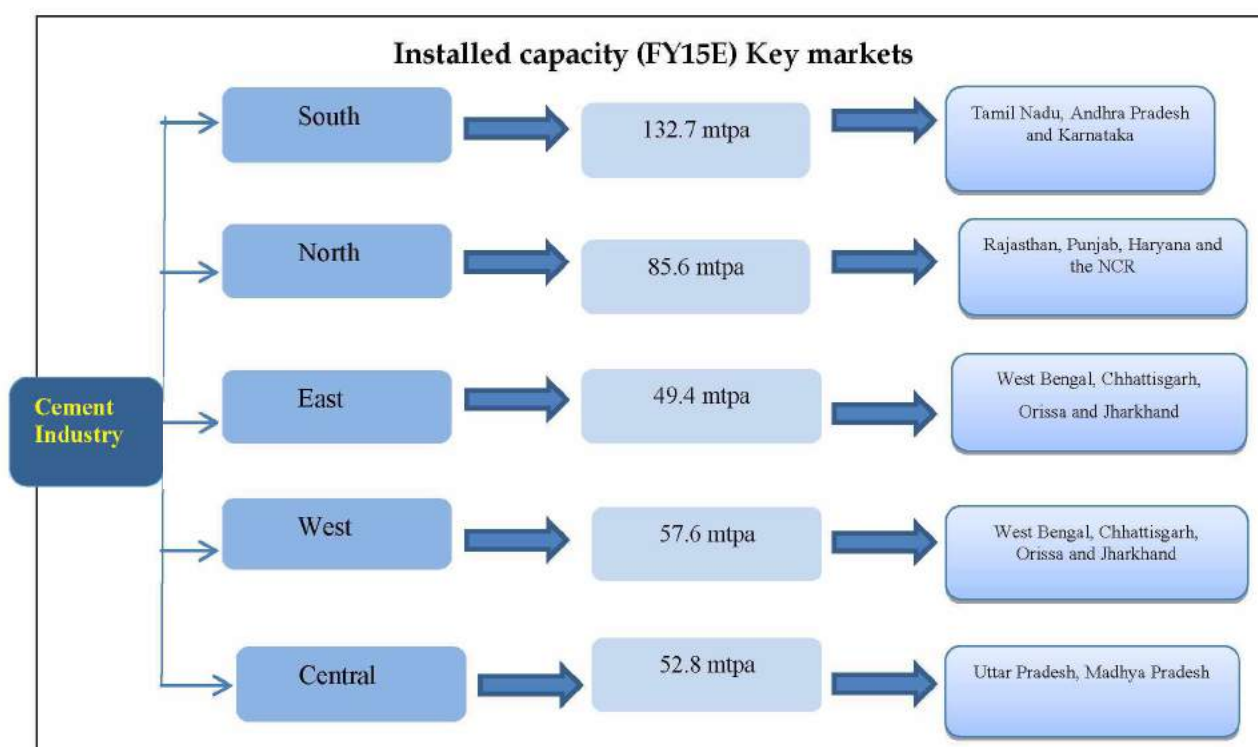 Installed capacity (FY15E) Key markets
South
132.7 mtpa
Tamil Nadu, Andhra Pradesh
and Karnataka
North
85.6 mtpa
Rajasthan, Punjab, Haryana and
the NCR
Cement
Industry
East
49.4 mtpa
West Bengal, Chhattisgarh,
Orissa and Jharkhand
West
57.6 mtpa
West Bengal, Chhattisgarh,
Orissa and Jharkhand
Central
52.8 mtpa
Uttar Pradesh, Madhya Pradesh